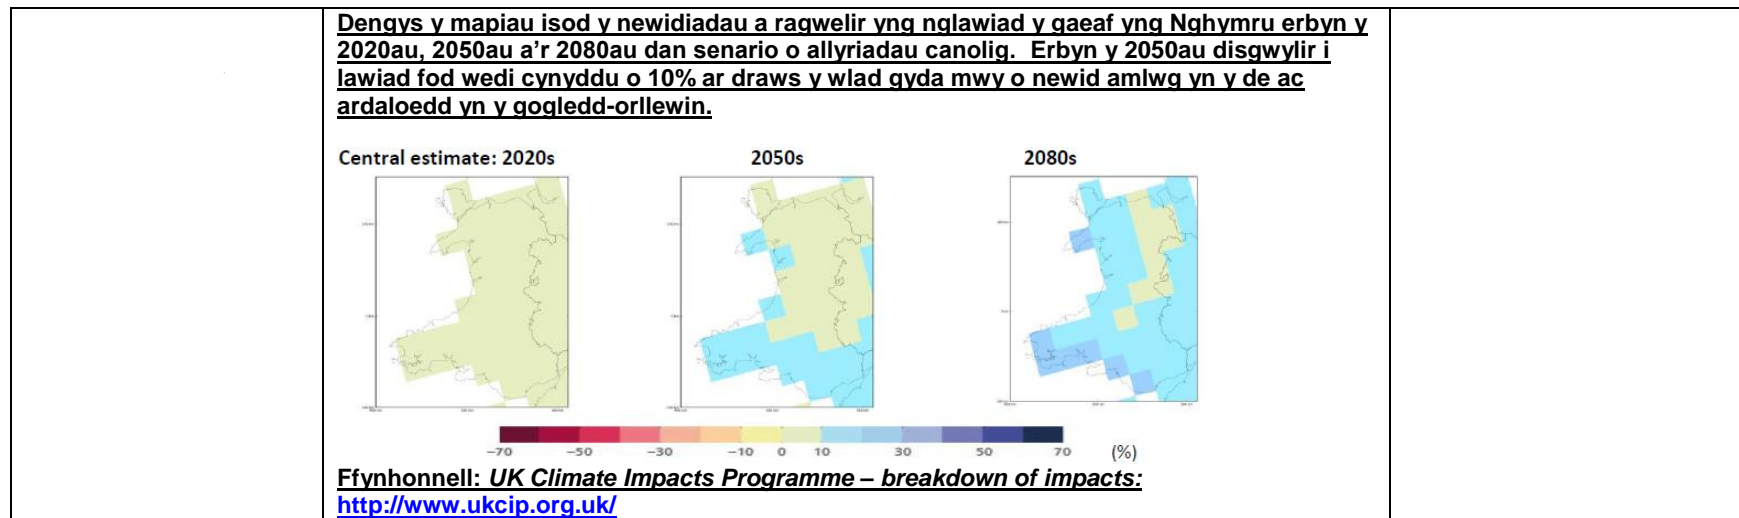 Dengys y mapiau isod y newidiadau a ragwelir yng nglawiad y gaeaf yng Nghymru erbyn y
2020au, 2050au a’r 2080au dan senario o allyriadau canolig.  Erbyn y 2050au disgwylir i
lawiad fod wedi cynyddu o 10% ar draws y wlad gyda mwy o newid amlwg yn y de ac
ardaloedd yn y gogledd-orllewin.
Central estimate: 2020s 2050s 2080s
−70 −50 −30 −10 0 10 30 50 70 (%)
Ffynhonnell: UK Climate Impacts Programme – breakdown of impacts:
http://www.ukcip.org.uk/